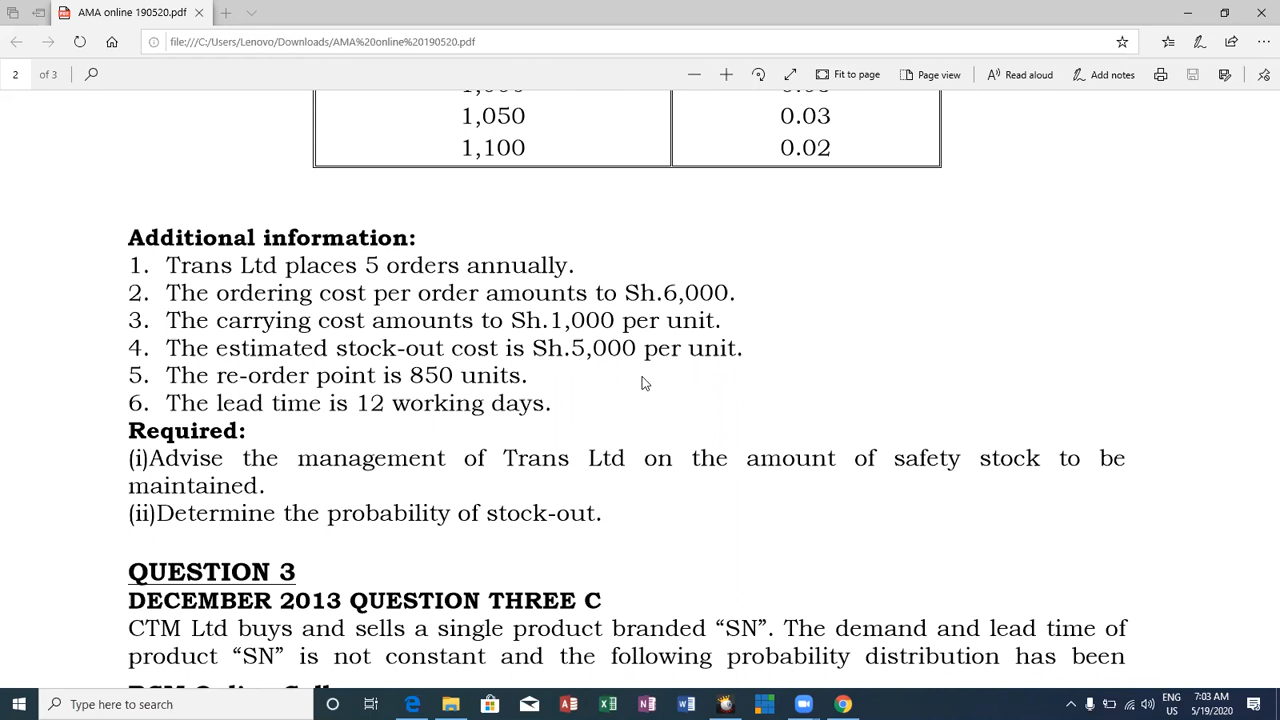 AMA online 190520.pdf
file:///C:/Users/Lenovo/Downloads/AMA%20online%20190520.pdf
2 of 3 Fit to page Page view Read aloud Add notes
1,050 0.03
1,100 0.02
Additional information:
1. Trans Ltd places 5 orders annually.
2. The ordering cost per order amounts to Sh.6,000.
3. The carrying cost amounts to Sh.1,000 per unit.
4. The estimated stock-out cost is Sh.5,000 per unit.
5. The re-order point is 850 units.
6. The lead time is 12 working days.
Required:
(i)Advise the management of Trans Ltd on the amount of safety stock to be
maintained.
(ii)Determine the probability of stock-out.
QUESTION 3
DECEMBER 2013 QUESTION THREE C
CTM Ltd buys and sells a single product branded “SN”. The demand and lead time of
product “SN” is not constant and the following probability distribution has been
Type here to search
ENG 7:03 AM
US 5/19/2020